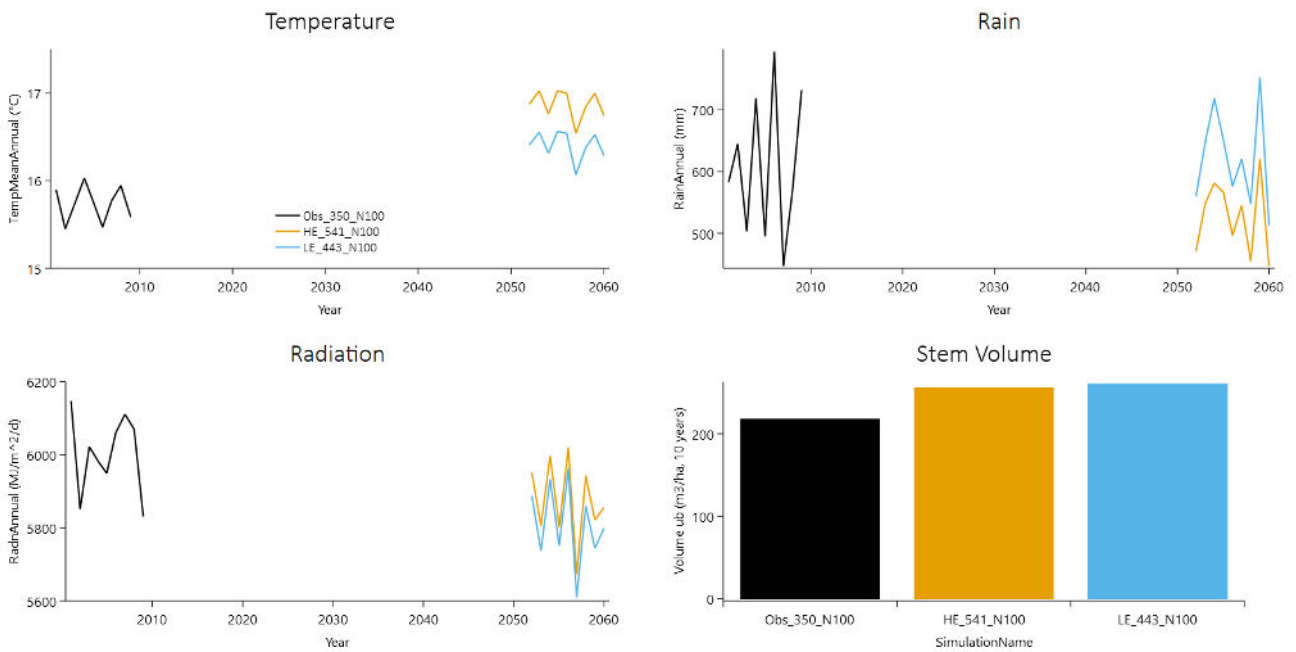 Temperature
TempMeanAnnual (°C)
17
16
15
Obs_350_N100
HE_541_N100
LE_443_N100
2010 2020 2030 2040 2050 2060
Year
Rain
RainAnnual (mm)
700
600
500
2010 2020 2030 2040 2050 2060
Year
Radiation
RadnAnnual (MJ/m^2/d)
6200
6000
5800
5600
2010 2020 2030 2040 2050 2060
Year
Stem Volume
Volume ub (m3/ha, 10 years)
200
100
0
Obs_350_N100 HE_541_N100 LE_443_N100
SimulationName